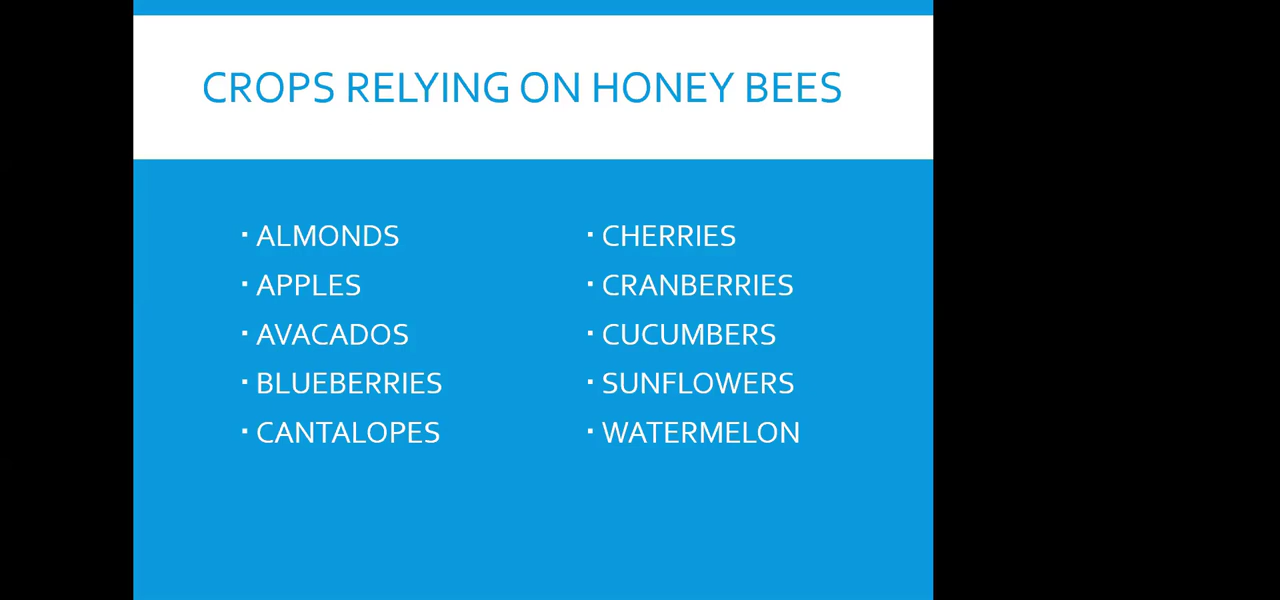 CROPS RELYING ON HONEY BEES
▪ ALMONDS
▪ APPLES
▪ AVACADOS
▪ BLUEBERRIES
▪ CANTALOPES
▪ CHERRIES
▪ CRANBERRIES
▪ CUCUMBERS
▪ SUNFLOWERS
▪ WATERMELON